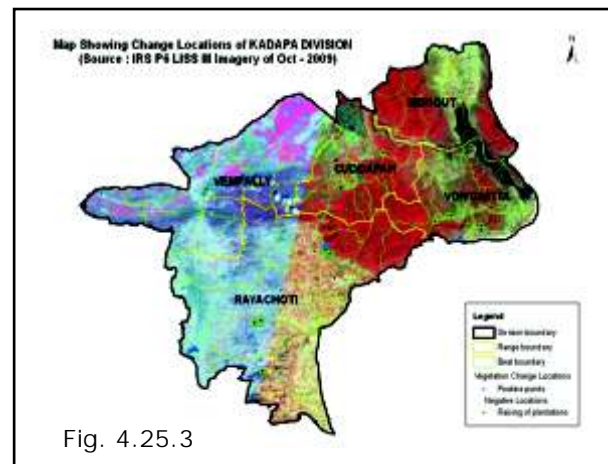 Map Showing Change Locations of KADAPA DIVISION
(Source : IRS P6 LISS III Imagery of Oct - 2009)
N
SIDHOUT
CUDDAPAH
VEMPALLY
VONTIMITTA
RAYACHOTI
Legend
Division boundary
Range boundary
Beat boundary
Vegetation Change Locations
Positive points
Negative Locations
Raising of plantations
Fig. 4.25.3